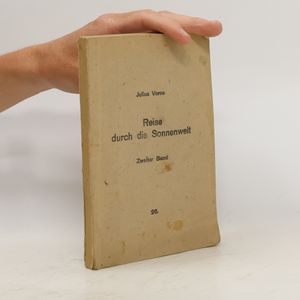 Julius Verne
Reise
durch die Sonnenwelt
Zweiter Band
26.